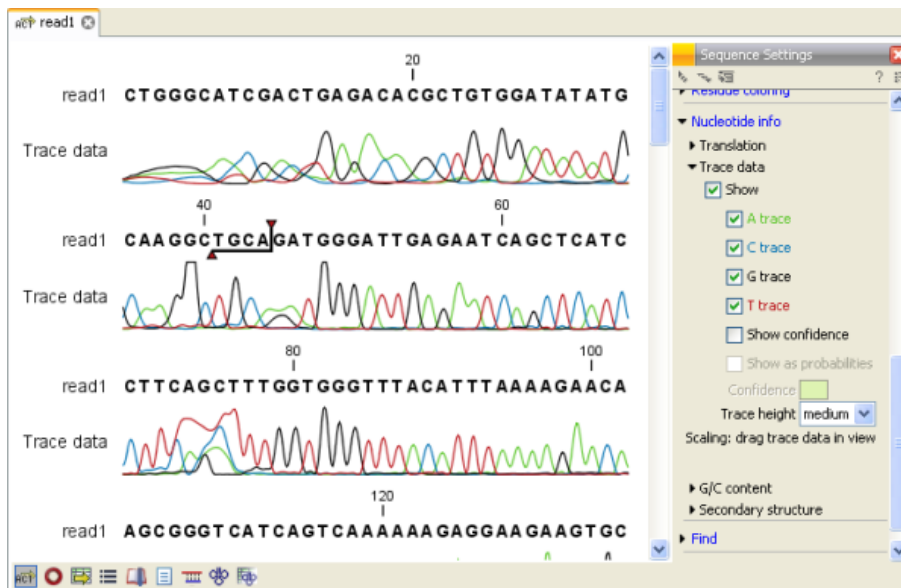 ACT read1
20
read1 CTGGGCATCGACTGAGACACGCTGTGGATATATG
Trace data
40 60
read1 CAAGGCTGCAGATGGGATTGAGAATCAGCTCATC
Trace data
80 100
read1 CTTCAGCTTTGGTGGGTTTACATTTAAAAGAACA
Trace data
120
read1 AGCGGGTCATCAGTCAAAAAAGAGGAAGAAGTGC
Sequence Settings
?
Residue coloring
Nucleotide info
Translation
Trace data
Show
A trace
C trace
G trace
T trace
Show confidence
Show as probabilities
Confidence
Trace height medium
Scaling: drag trace data in view
G/C content
Secondary structure
Find
ACT